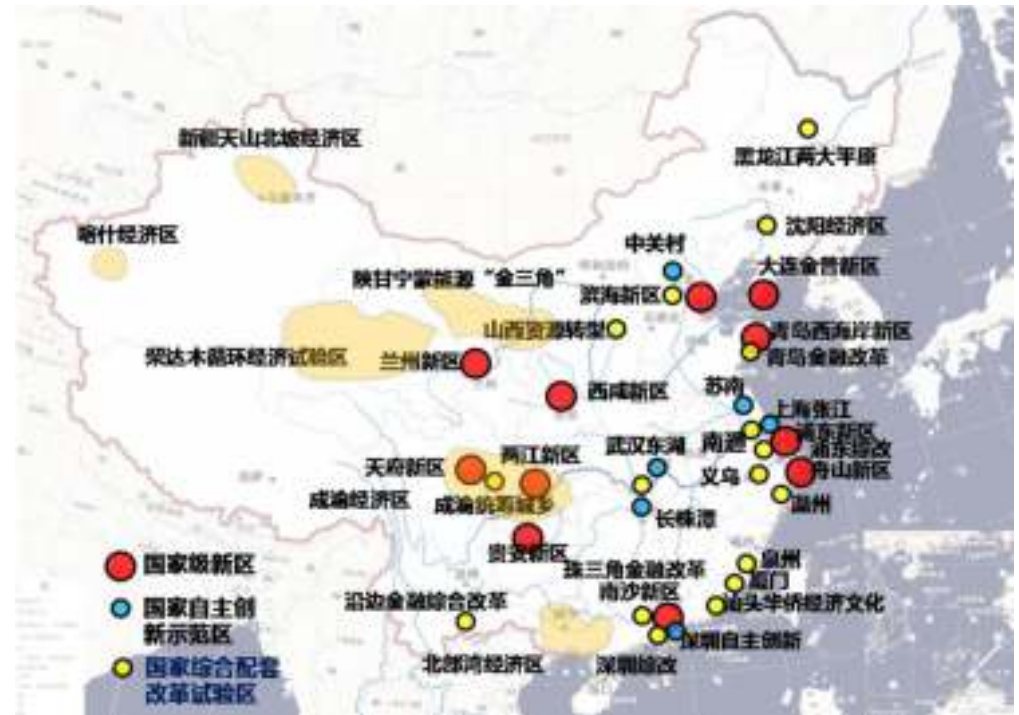 新疆天山北坡经济区
黑龙江两大平原
喀什经济区
沈阳经济区
中关村
大连金普新区
陕甘宁蒙能源“金三角”
滨海新区
山西资源转型
青岛西海岸新区
青岛金融改革
荣达木循环经济试验区
兰州新区
西咸新区
苏南
上海张江
浦东新区
南通
浦东综改
武汉东湖
两江新区
天府新区
义乌
舟山新区
成渝经济区
成渝统筹城乡
温州
长株潭
贵安新区
国家级新区
珠三角金融改革
泉州
厦门
南沙新区
汕头华侨经济文化
沿边金融综合改革
国家自主创
新示范区
深圳自主创新
北部湾经济区
深圳综改
国家综合配套
改革试验区